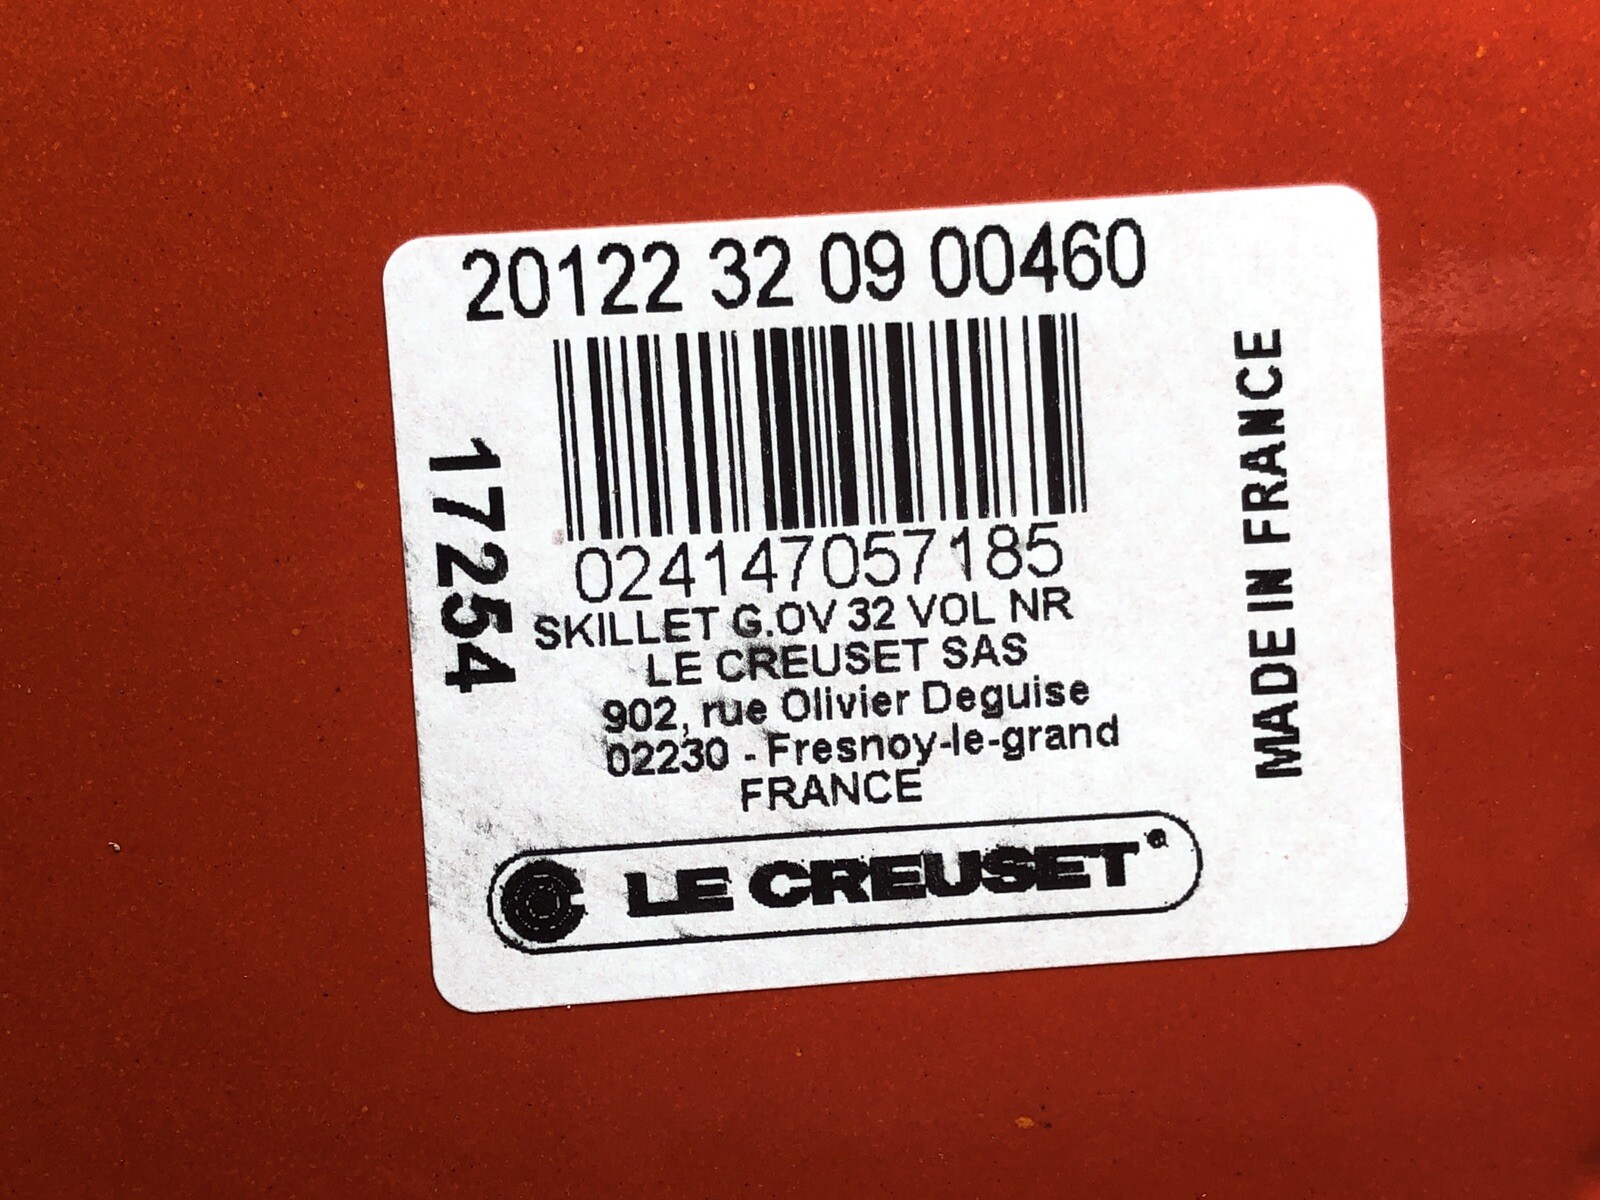 20122 32 09 00460
024147057185
SKILLET G.OV 32 VOL NR
LE CREUSET SAS
902, rue Olivier Deguise
02230 - Fresnoy-le-grand
FRANCE
LE CREUSET®
17254
MADE IN FRANCE